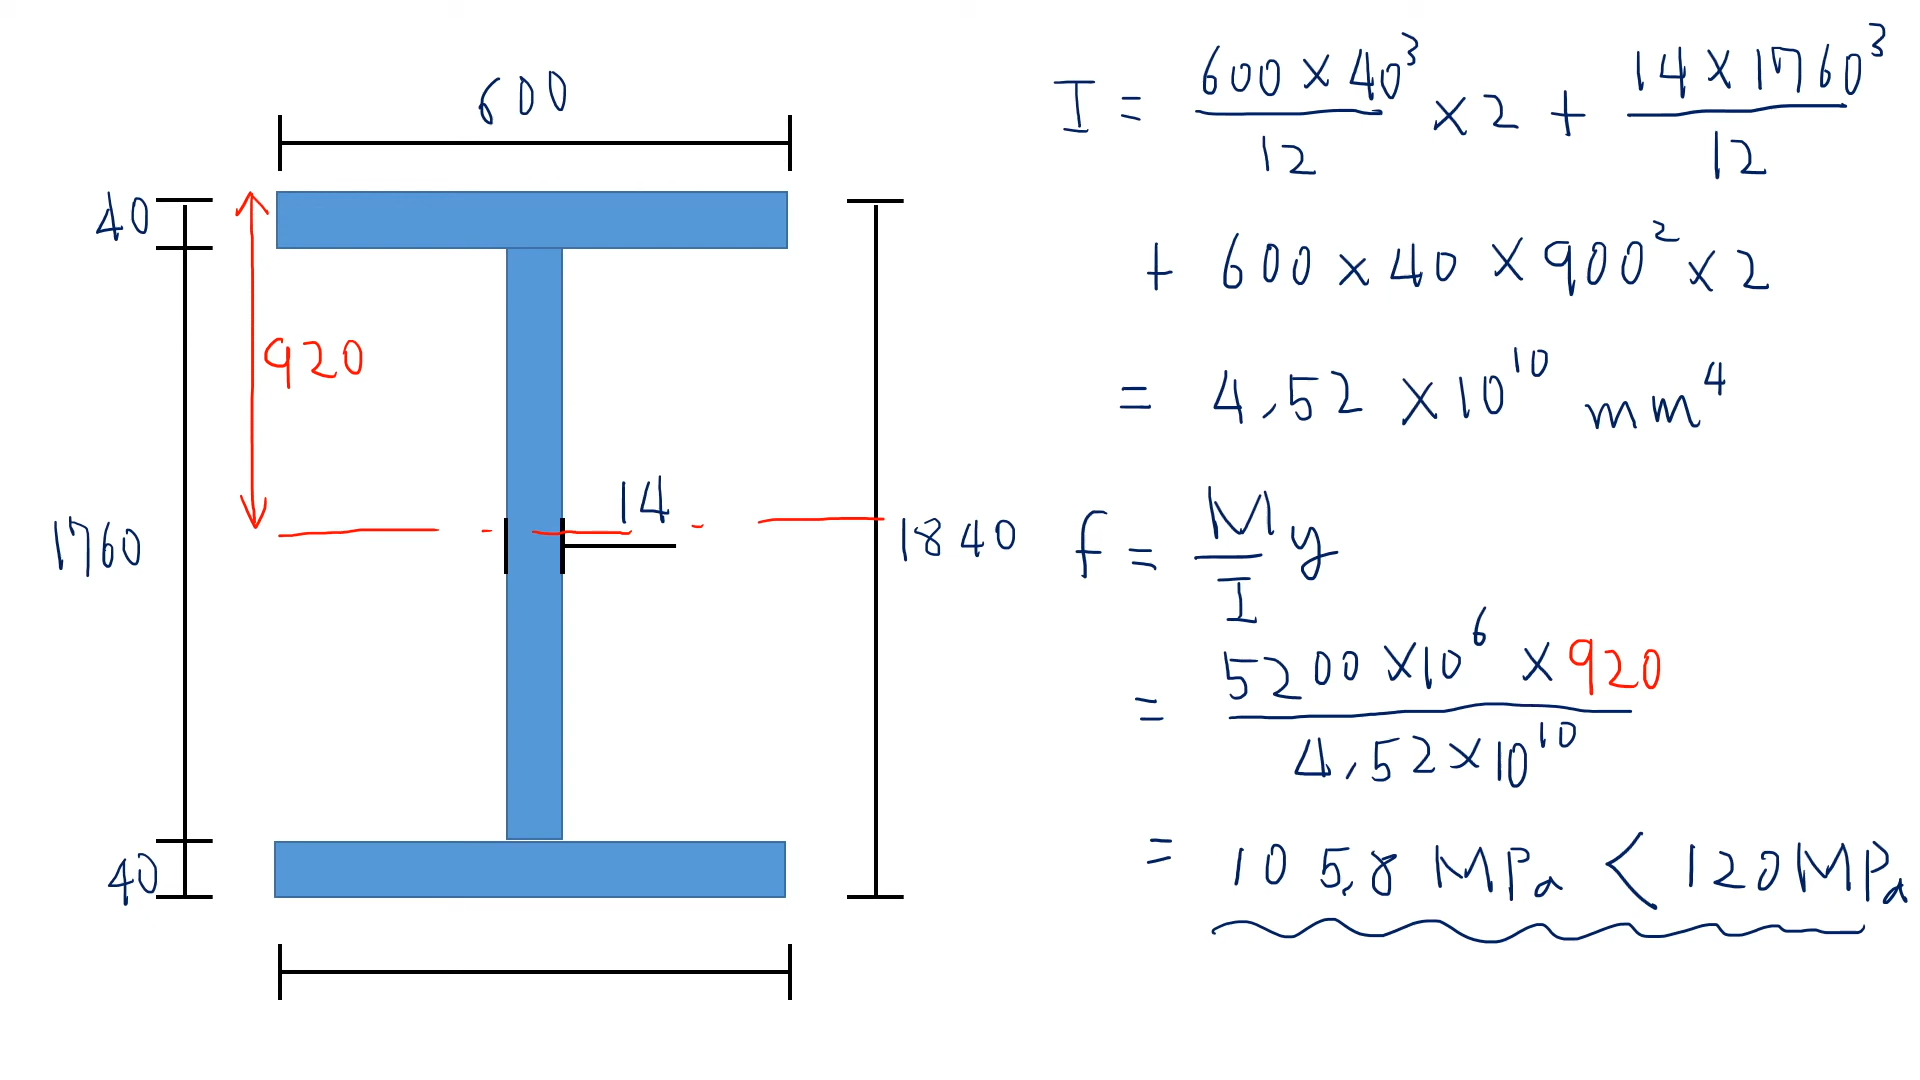 600
40
920
1760
14
1840
40
I = 600 × 40³ / 12 × 2 + 14 × 1760³ / 12
+ 600 × 40 × 900² × 2
= 4.52 × 10¹⁰ mm⁴
f = M / I y
= 5200 × 10⁶ × 920 / 4.52 × 10¹⁰
= 105.8 MPa < 120 MPa